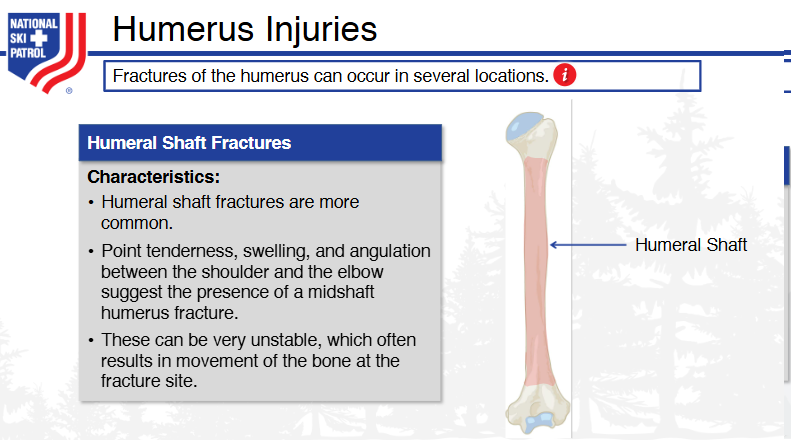 NATIONAL
SKI
PATROL
®
Humerus Injuries
Fractures of the humerus can occur in several locations. i
Humeral Shaft Fractures
Characteristics:
• Humeral shaft fractures are more
common.
• Point tenderness, swelling, and angulation
between the shoulder and the elbow
suggest the presence of a midshaft
humerus fracture.
• These can be very unstable, which often
results in movement of the bone at the
fracture site.
Humeral Shaft